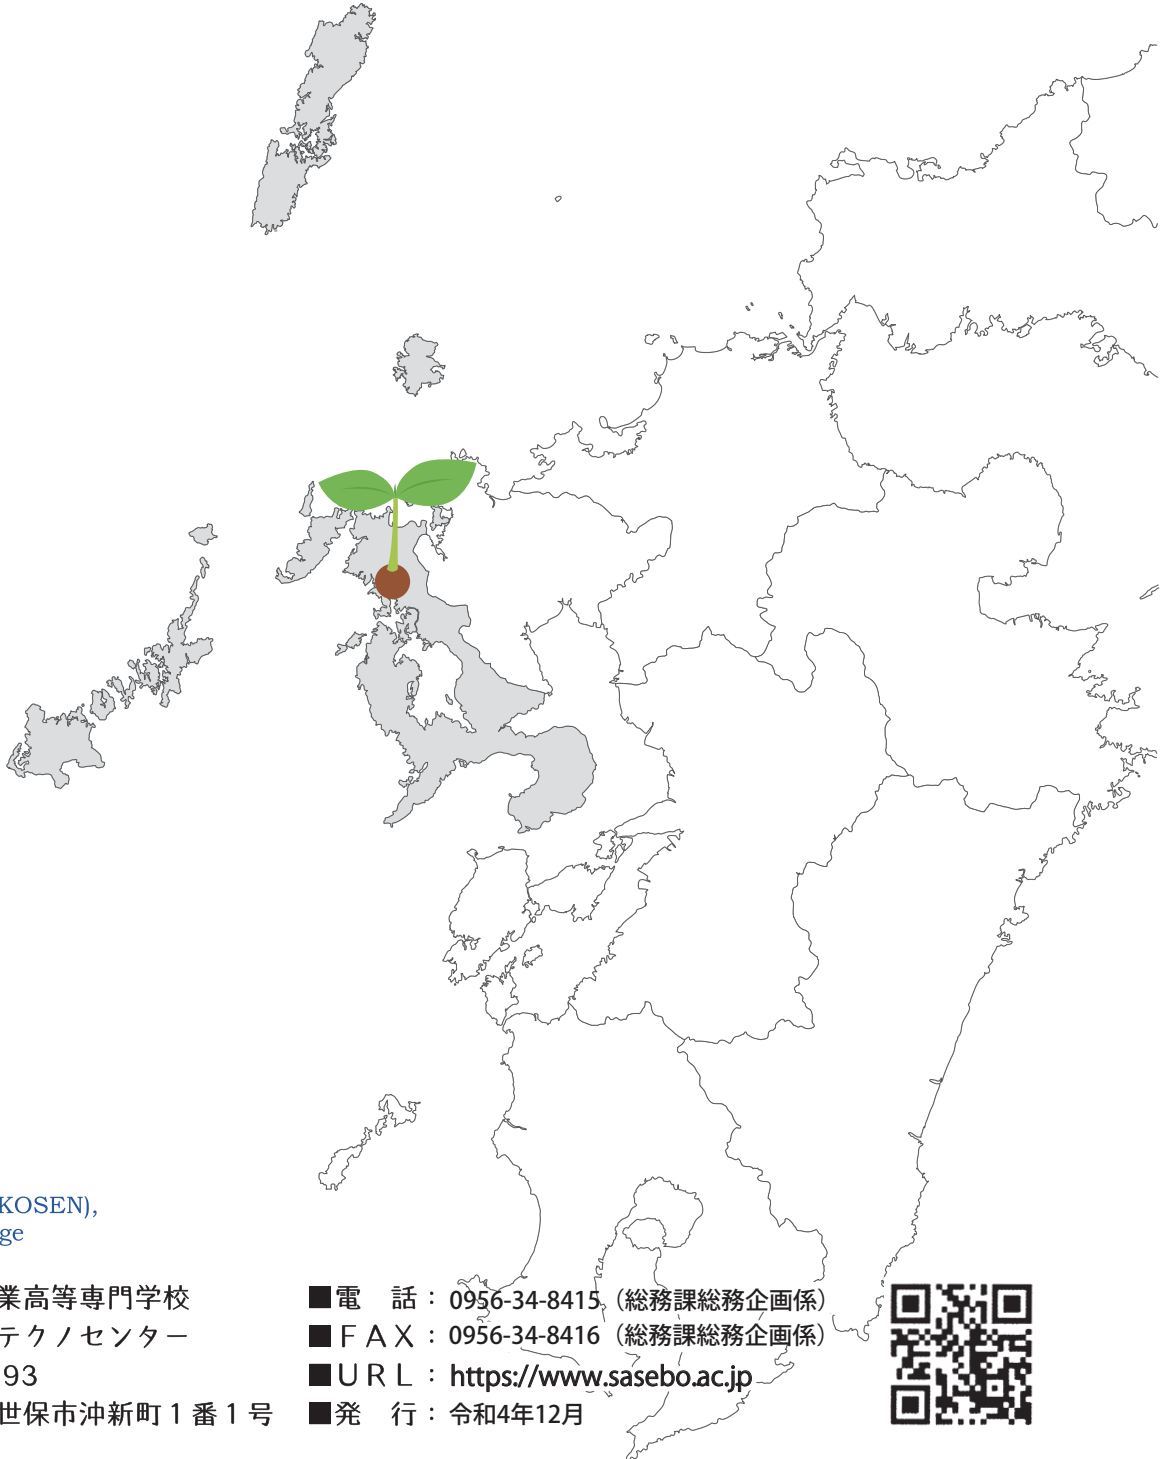 KOSEN),
ge
業高等専門学校
テクノセンター
93
世保市沖新町1番1号
■電　話：0956-34-8415（総務課総務企画係）
■FAX：0956-34-8416（総務課総務企画係）
■URL：https://www.sasebo.ac.jp
■発　行：令和4年12月